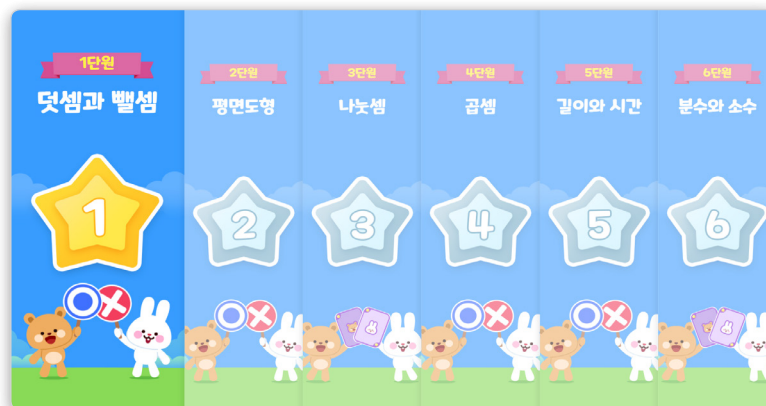 1단원
덧셈과 뺄셈
1
2단원
평면도형
2
3단원
나눗셈
3
4단원
곱셈
4
5단원
길이와 시간
5
6단원
분수와 소수
6